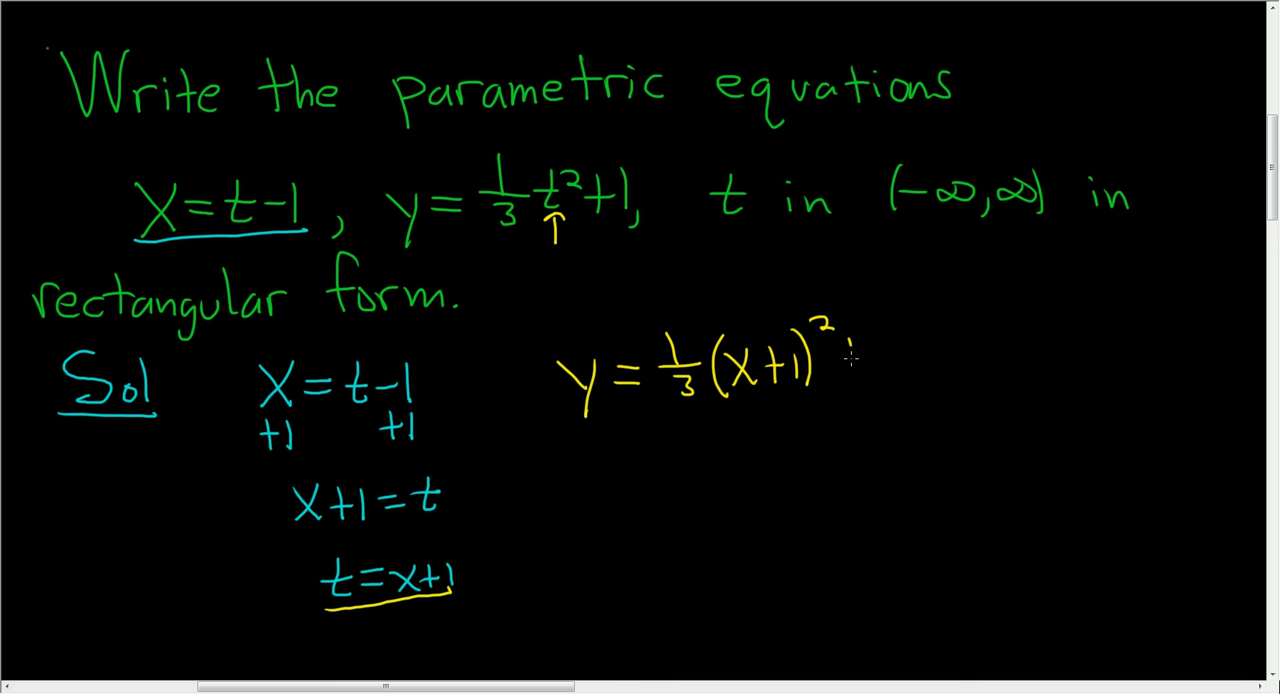 Write the parametric equations
x = t - 1, y = 1/3 t² + 1, t in (-∞, ∞) in
rectangular form.
Sol
x = t - 1
+1 +1
x + 1 = t
t = x + 1
y = 1/3 (x + 1)²